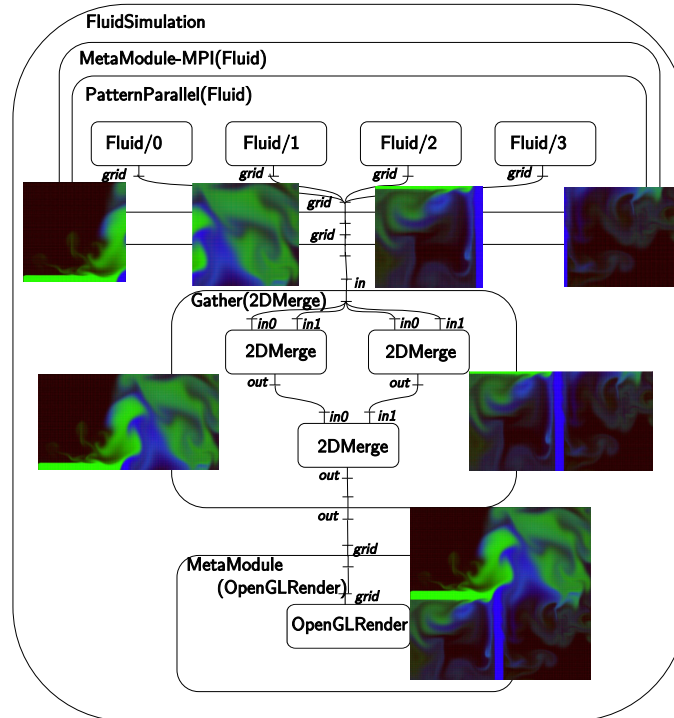 FluidSimulation
MetaModule-MPI(Fluid)
PatternParallel(Fluid)
Fluid/0 Fluid/1 Fluid/2 Fluid/3
grid grid grid grid
grid
grid
in
Gather(2DMerge)
in0 in1 in0 in1
2DMerge 2DMerge
out out
in0 in1
2DMerge
out
out
grid
MetaModule
(OpenGLRender)
grid
OpenGLRender